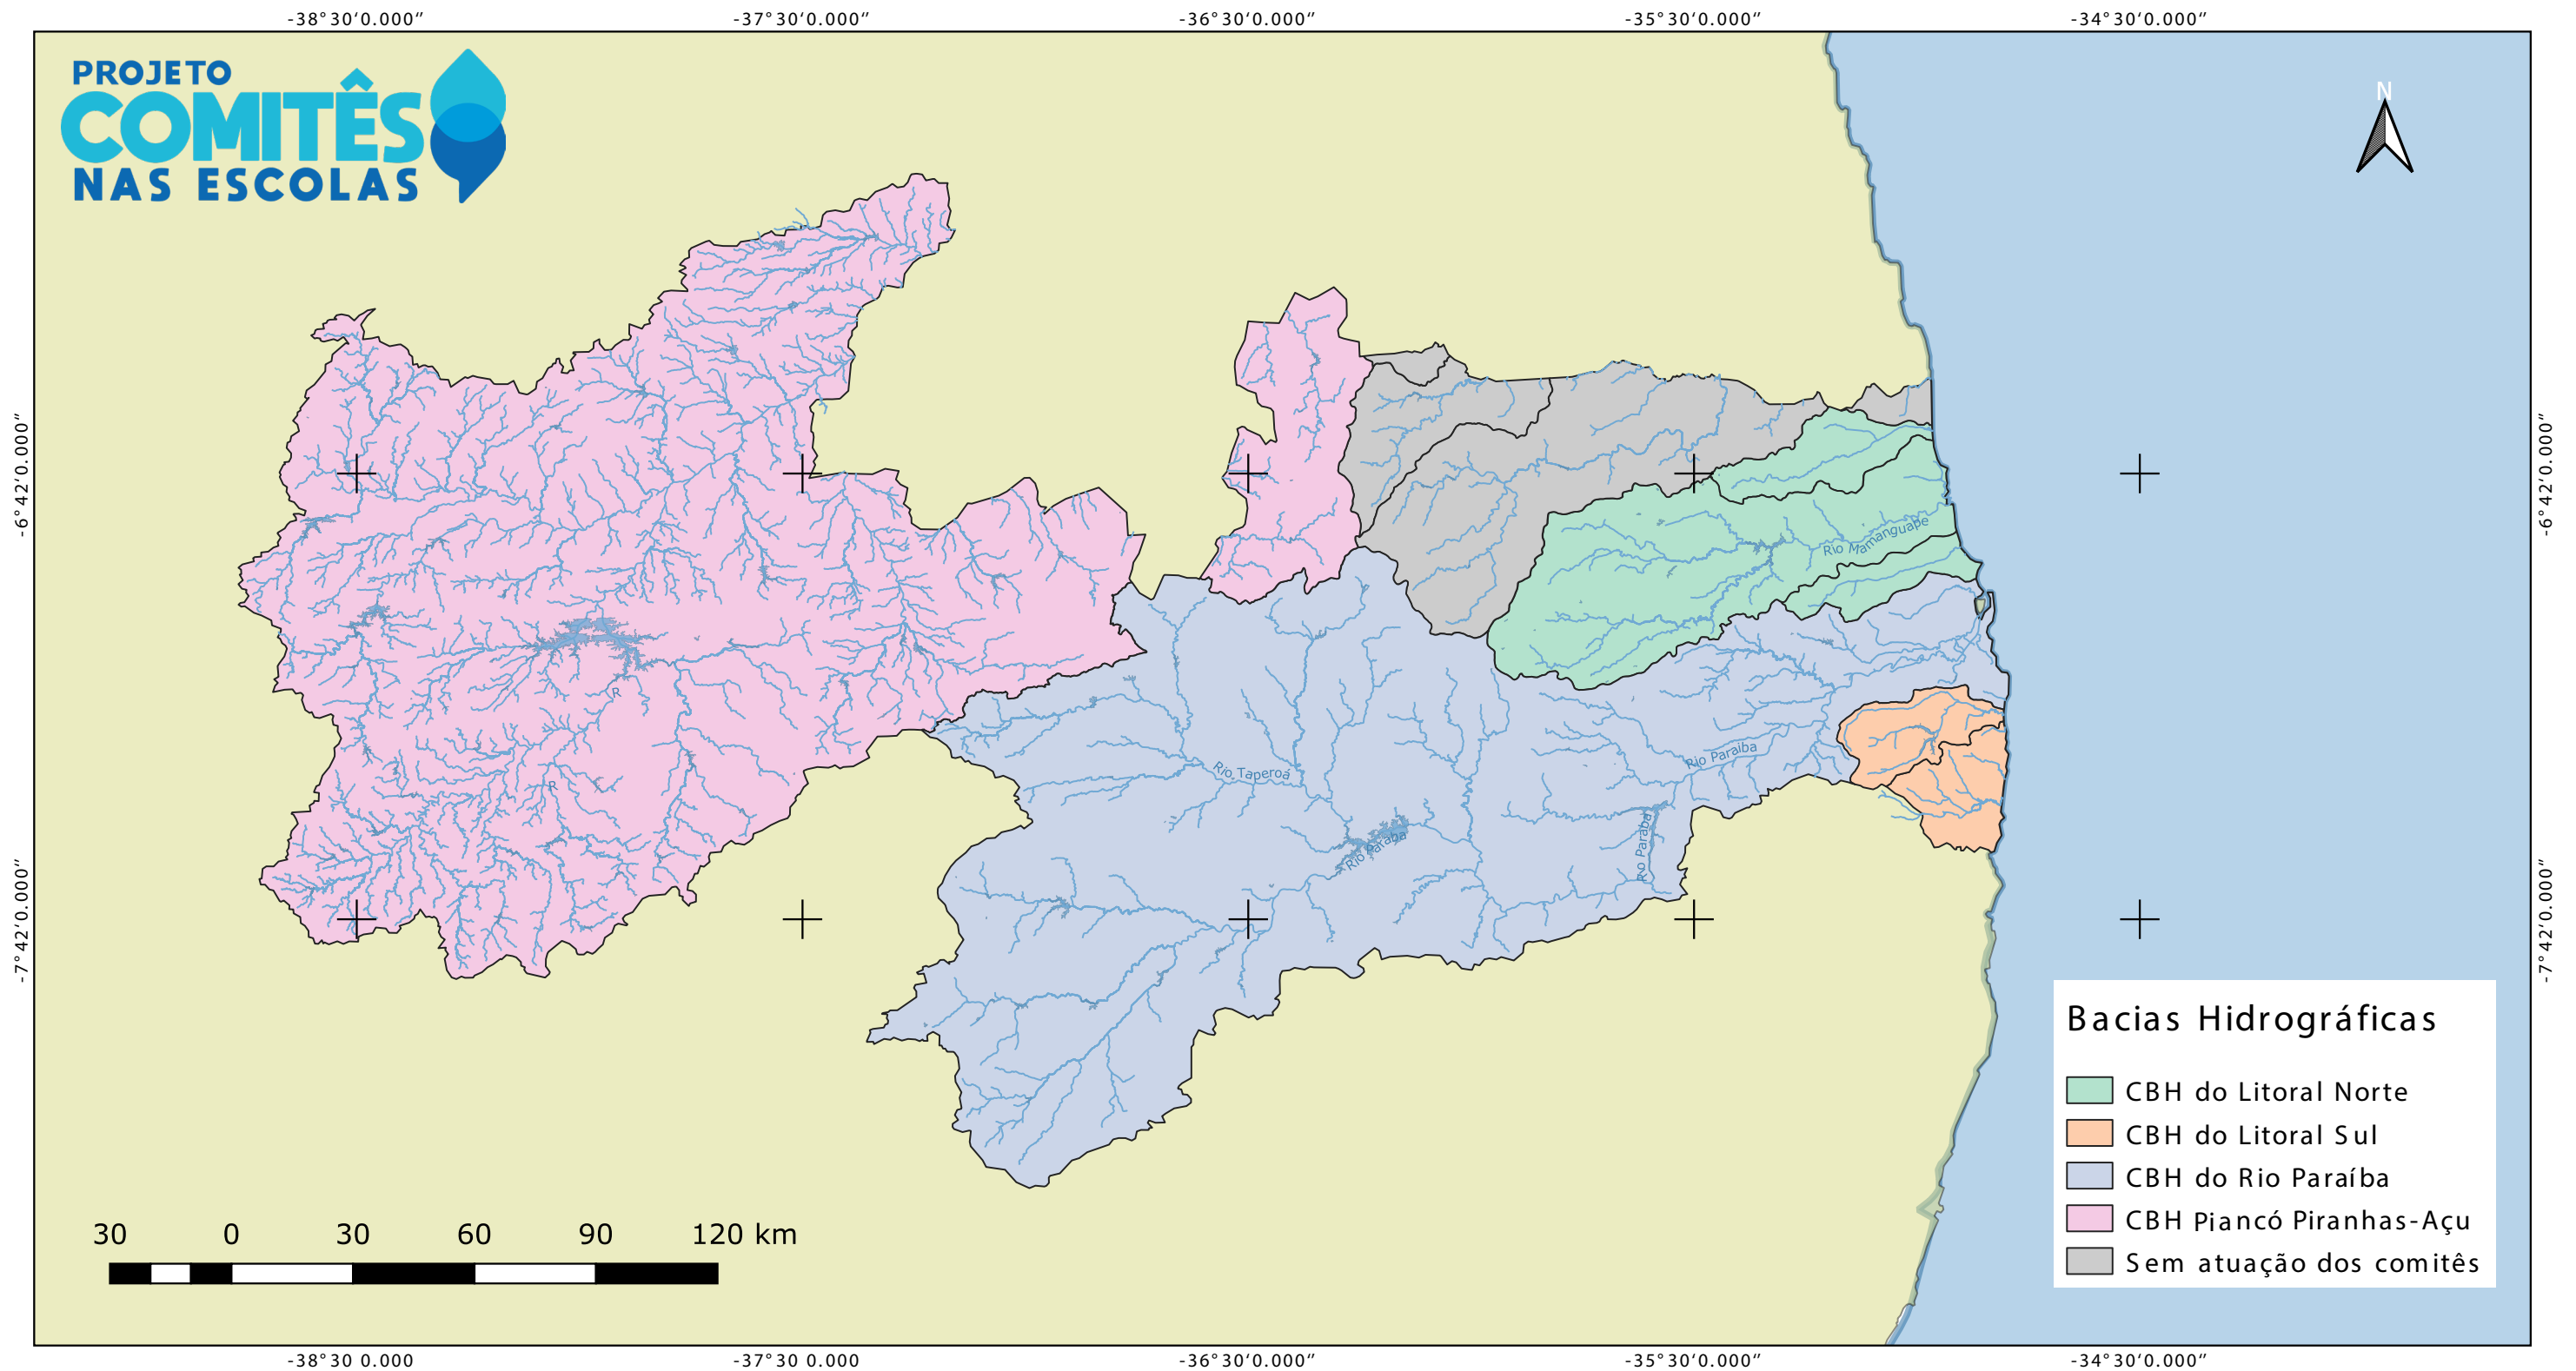 -38°30'0.000" -37°30'0.000" -36°30'0.000" -35°30'0.000" -34°30'0.000"
PROJETO
COMITÊS
NAS ESCOLAS
N
-6°42'0.000" -6°42'0.000"
Rio Mamanguape
R
Rio Paraíba
Rio Taperoá
R
Rio Paraíba
Rio Paraíba
-7°42'0.000" -7°42'0.000"
Bacias Hidrográficas
CBH do Litoral Norte
CBH do Litoral Sul
CBH do Rio Paraíba
CBH Piancó Piranhas-Açu
Sem atuação dos comitês
30 0 30 60 90 120 km
-38°30 0.000 -37°30 0.000 -36°30'0.000" -35°30'0.000" -34°30'0.000"